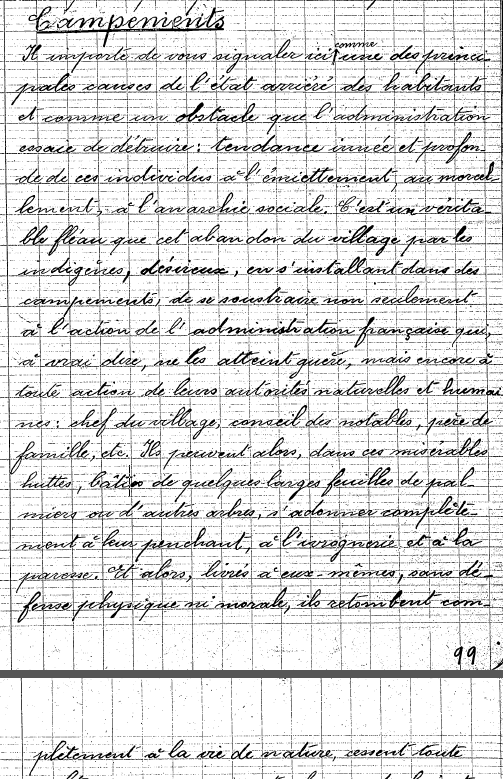 Campements
Il importe de vous signaler ici comme une des princi-
pales causes de l'état arriéré des habitants
et comme un obstacle que l'administration
essaie de détruire : tendance innée et profon-
de de ces individus à l'émiettement, au morcel-
lement, à l'anarchie sociale. C'est un vérita-
ble fléau que cet abandon du village par les
indigènes, désireux, en s'installant dans des
campements, de se soustraire non seulement
à l'action de l'administration française qui,
à vrai dire, ne les atteint guère, mais encore à
toute action de leurs autorités naturelles et humai
nes : chef du village, conseil des notables, père de
famille, etc. Ils peuvent alors, dans ces misérables
huttes, bâties de quelques larges feuilles de pal-
miers ou d'autres arbres, s'adonner complète-
ment à leur penchant, à l'ivrognerie et à la
paresse. Et alors, livrés à eux-mêmes, sans dé-
fense physique ni morale, ils retombent com-
99
plètement à la vie de nature, cessent toute